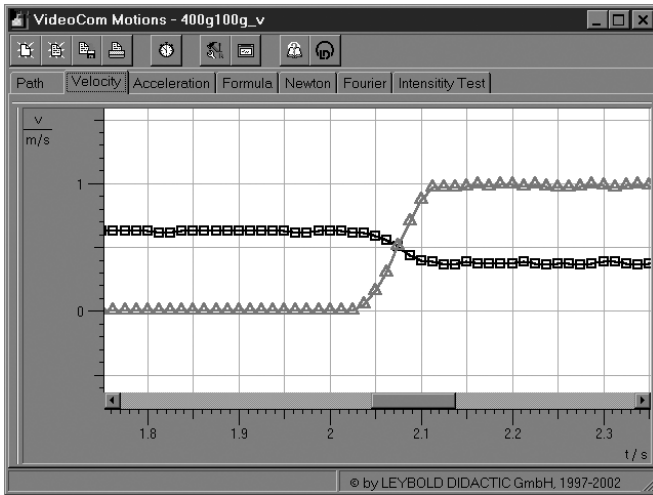 VideoCom Motions - 400g100g_v
Path Velocity Acceleration Formula Newton Fourier Intensitity Test
v
m/s
1
0
1.8 1.9 2 2.1 2.2 2.3
t / s
© by LEYBOLD DIDACTIC GmbH, 1997-2002